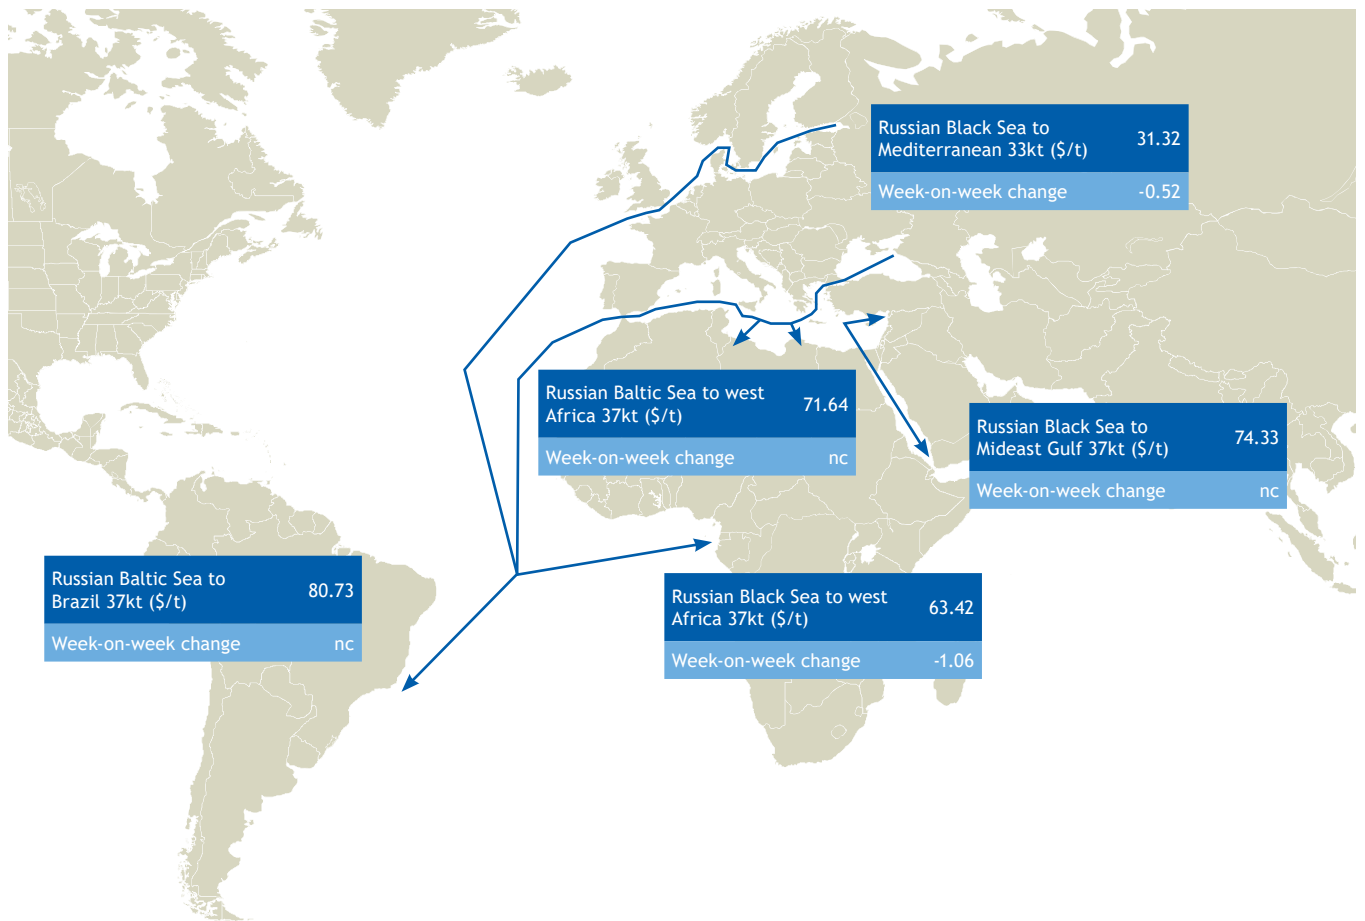 Russian Black Sea to
Mediterranean 33kt ($/t)
31.32
Week-on-week change
-0.52
Russian Baltic Sea to west
Africa 37kt ($/t)
71.64
Week-on-week change
nc
Russian Black Sea to
Mideast Gulf 37kt ($/t)
74.33
Week-on-week change
nc
Russian Baltic Sea to
Brazil 37kt ($/t)
80.73
Week-on-week change
nc
Russian Black Sea to west
Africa 37kt ($/t)
63.42
Week-on-week change
-1.06